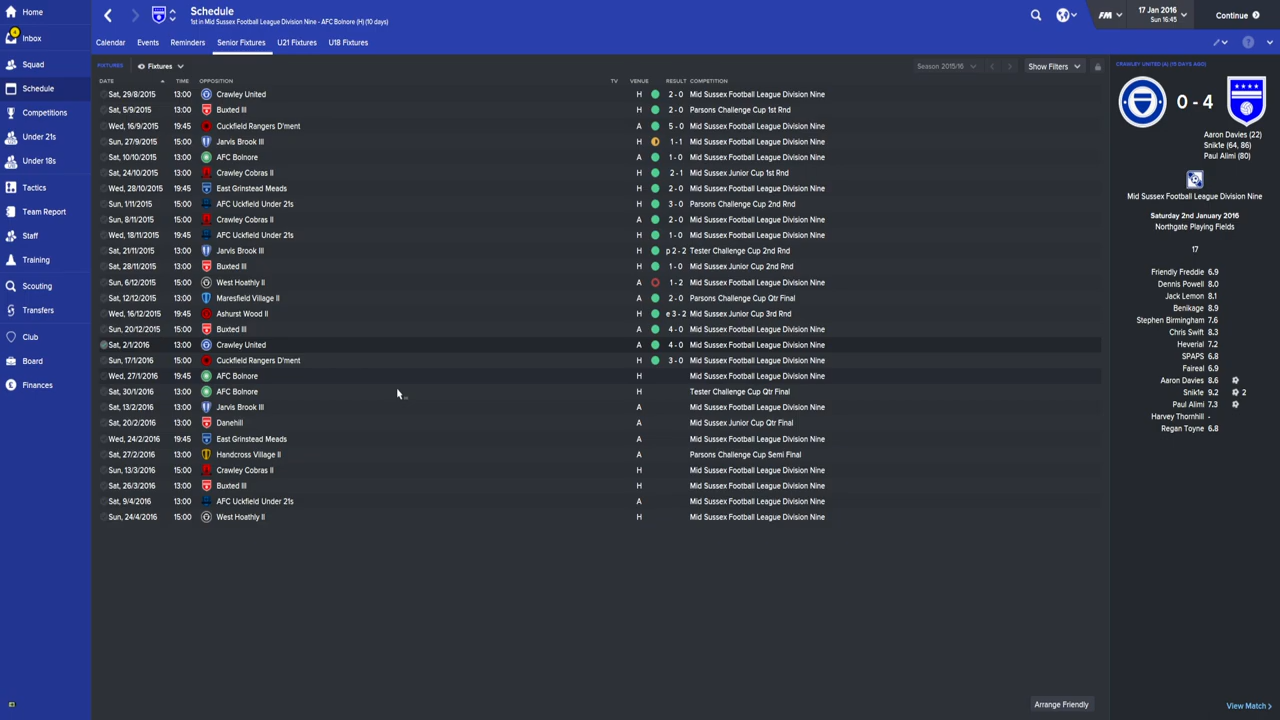 Home
Inbox
Squad
Schedule
Competitions
Under 21s
Under 18s
Tactics
Team Report
Staff
Training
Scouting
Transfers
Club
Board
Finances
Schedule
1st in Mid Sussex Football League Division Nine - AFC Bolnore (H) (10 days)
FM
17 Jan 2016
Sun 16:45
Continue
Calendar Events Reminders Senior Fixtures U21 Fixtures U18 Fixtures
FIXTURES Fixtures Season 2015/16 Show Filters
DATE TIME OPPOSITION TV VENUE RESULT COMPETITION
Sat, 29/8/2015 13:00 Crawley United H 2 - 0 Mid Sussex Football League Division Nine
Sat, 5/9/2015 13:00 Buxted III H 2 - 0 Parsons Challenge Cup 1st Rnd
Wed, 16/9/2015 19:45 Cuckfield Rangers D'ment A 5 - 0 Mid Sussex Football League Division Nine
Sun, 27/9/2015 15:00 Jarvis Brook III H 1 - 1 Mid Sussex Football League Division Nine
Sat, 10/10/2015 13:00 AFC Bolnore A 1 - 0 Mid Sussex Football League Division Nine
Sat, 24/10/2015 13:00 Crawley Cobras II H 2 - 1 Mid Sussex Junior Cup 1st Rnd
Wed, 28/10/2015 19:45 East Grinstead Meads H 2 - 0 Mid Sussex Football League Division Nine
Sun, 1/11/2015 15:00 AFC Uckfield Under 21s H 3 - 0 Parsons Challenge Cup 2nd Rnd
Sun, 8/11/2015 15:00 Crawley Cobras II A 2 - 0 Mid Sussex Football League Division Nine
Wed, 18/11/2015 19:45 AFC Uckfield Under 21s H 1 - 0 Mid Sussex Football League Division Nine
Sat, 21/11/2015 13:00 Jarvis Brook III H p 2 - 2 Tester Challenge Cup 2nd Rnd
Sat, 28/11/2015 13:00 Buxted III H 1 - 0 Mid Sussex Junior Cup 2nd Rnd
Sun, 6/12/2015 15:00 West Hoathly II A 1 - 2 Mid Sussex Football League Division Nine
Sat, 12/12/2015 13:00 Maresfield Village II A 2 - 0 Parsons Challenge Cup Qtr Final
Wed, 16/12/2015 19:45 Ashurst Wood II H e 3 - 2 Mid Sussex Junior Cup 3rd Rnd
Sun, 20/12/2015 15:00 Buxted III A 4 - 0 Mid Sussex Football League Division Nine
Sat, 2/1/2016 13:00 Crawley United A 4 - 0 Mid Sussex Football League Division Nine
Sun, 17/1/2016 15:00 Cuckfield Rangers D'ment H 3 - 0 Mid Sussex Football League Division Nine
Wed, 27/1/2016 19:45 AFC Bolnore H Mid Sussex Football League Division Nine
Sat, 30/1/2016 13:00 AFC Bolnore H Tester Challenge Cup Qtr Final
Sat, 13/2/2016 13:00 Jarvis Brook III A Mid Sussex Football League Division Nine
Sat, 20/2/2016 13:00 Danehill A Mid Sussex Junior Cup Qtr Final
Wed, 24/2/2016 19:45 East Grinstead Meads A Mid Sussex Football League Division Nine
Sat, 27/2/2016 13:00 Handcross Village II A Parsons Challenge Cup Semi Final
Sun, 13/3/2016 15:00 Crawley Cobras II H Mid Sussex Football League Division Nine
Sat, 26/3/2016 13:00 Buxted III H Mid Sussex Football League Division Nine
Sat, 9/4/2016 13:00 AFC Uckfield Under 21s A Mid Sussex Football League Division Nine
Sun, 24/4/2016 15:00 West Hoathly II H Mid Sussex Football League Division Nine
Arrange Friendly
CRAWLEY UNITED (A) (15 DAYS AGO)
0 - 4
Aaron Davies (22)
Snik1e (64, 86)
Paul Alimi (80)
Mid Sussex Football League Division Nine
Saturday 2nd January 2016
Northgate Playing Fields
17
Friendly Freddie 6.9
Dennis Powell 8.0
Jack Lemon 8.1
Benikage 8.9
Stephen Birmingham 7.6
Chris Swift 8.3
Heverial 7.2
SPAPS 6.8
Faireal 6.9
Aaron Davies 8.6
Snik1e 9.2 2
Paul Alimi 7.3
Harvey Thornhill -
Regan Toyne 6.8
View Match >